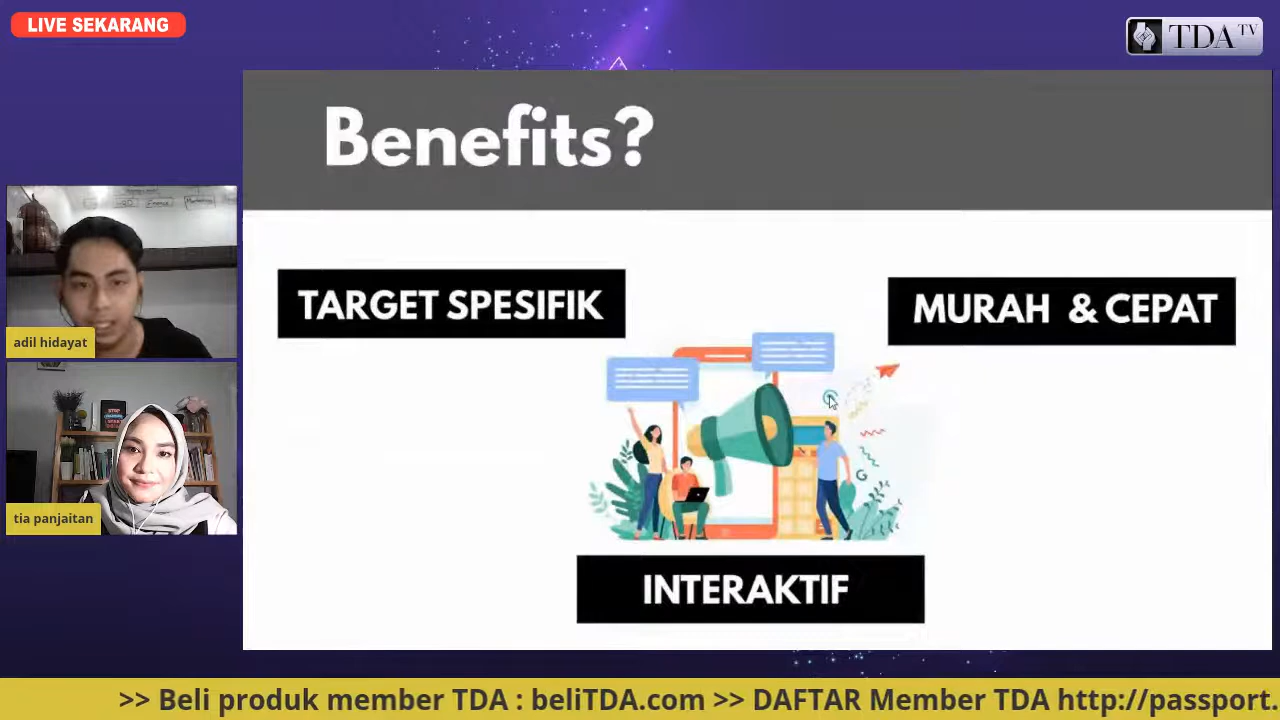 LIVE SEKARANG
TDA TV
Benefits?
TARGET SPESIFIK
MURAH & CEPAT
INTERAKTIF
adil hidayat
tia panjaitan
>> Beli produk member TDA : beliTDA.com >> DAFTAR Member TDA http://passport.